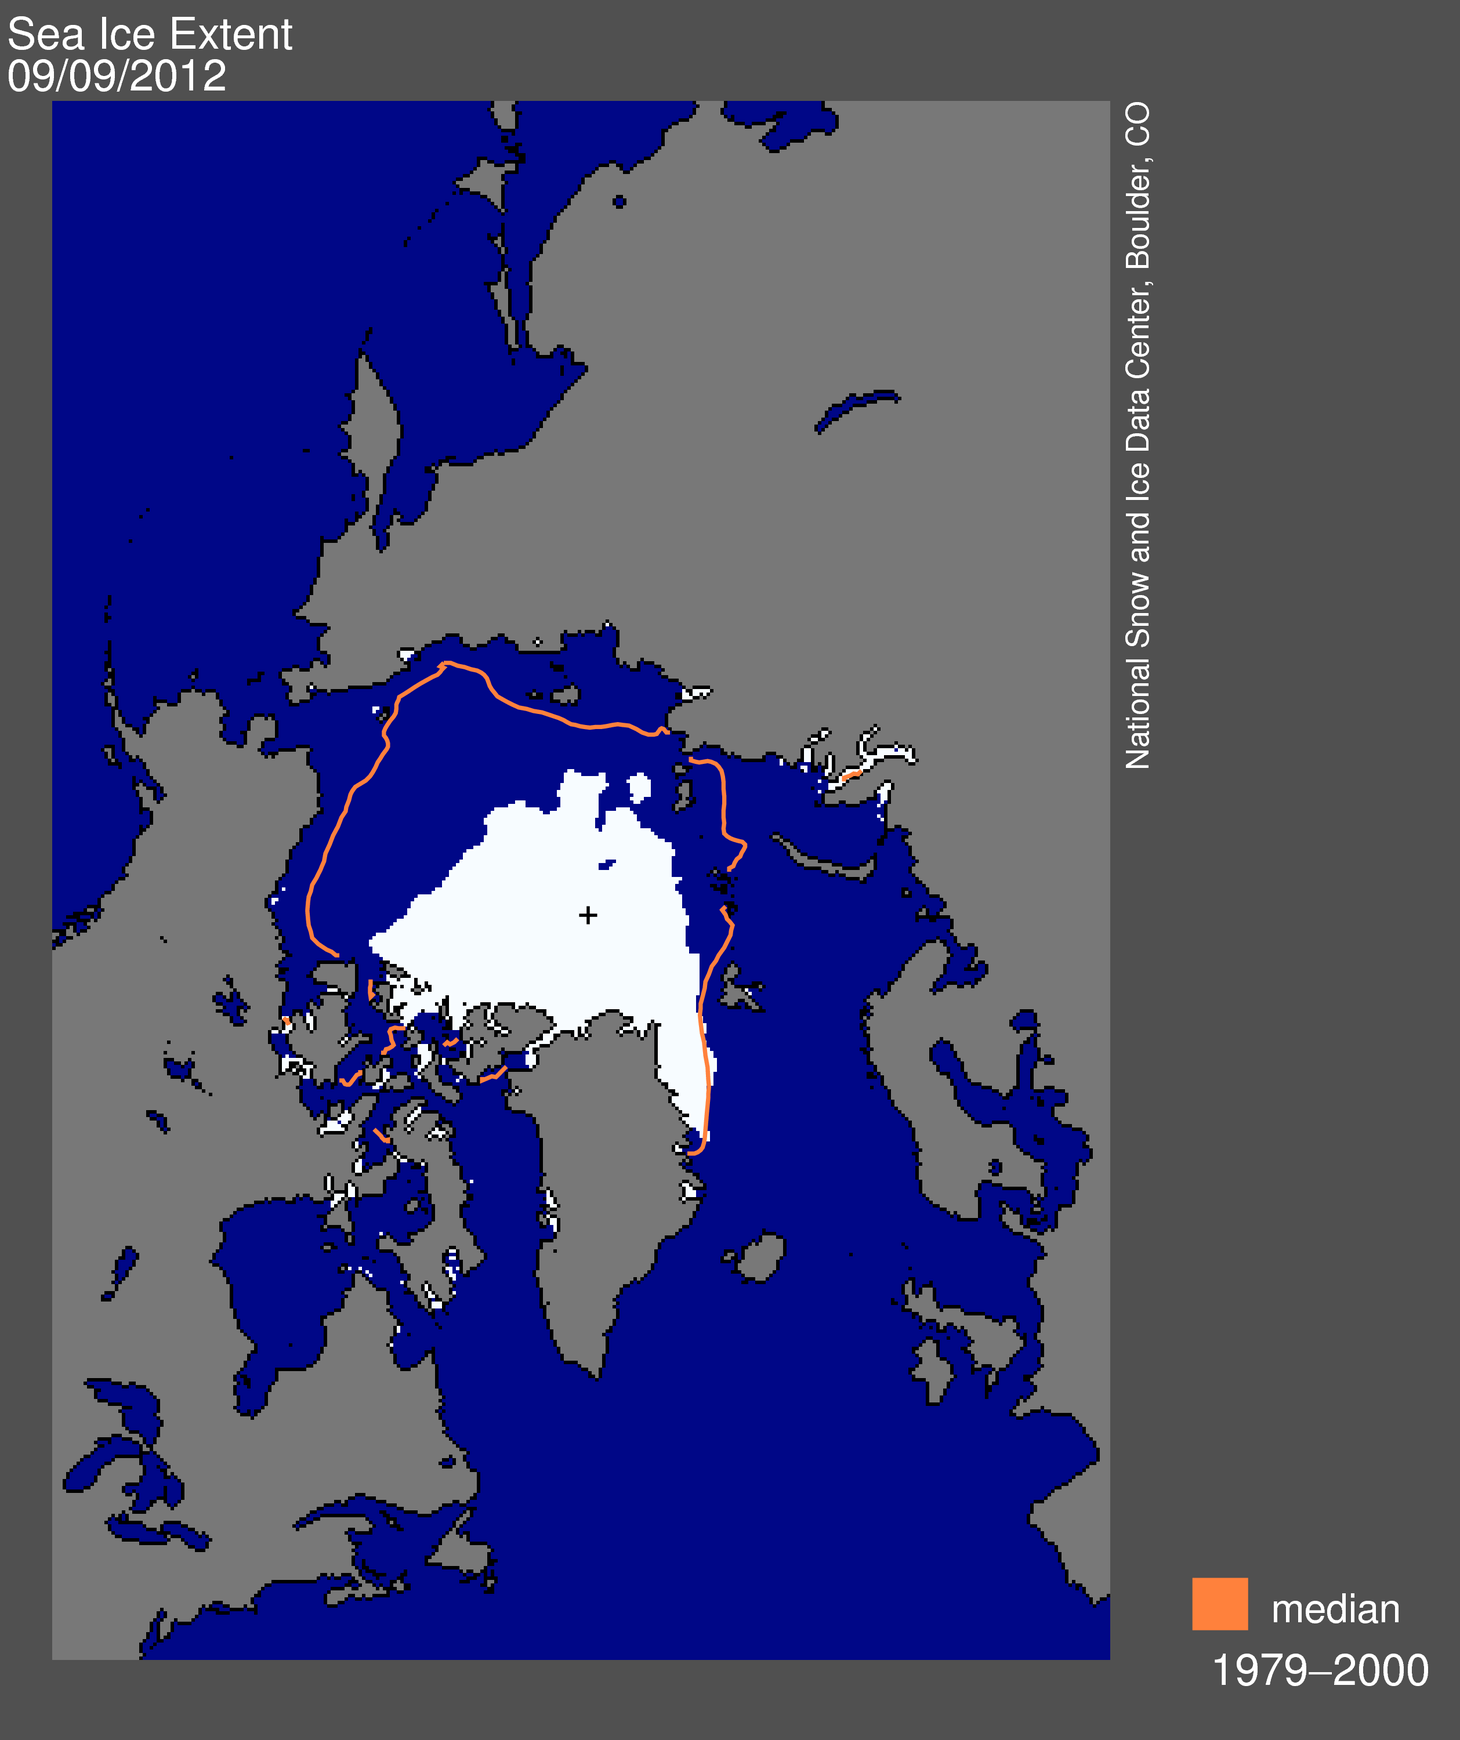 Sea Ice Extent
09/09/2012
National Snow and Ice Data Center, Boulder, CO
median
1979–2000